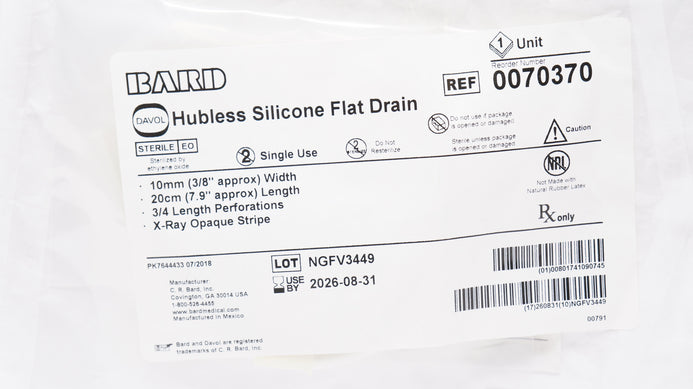 1 Unit
BARD
Reorder Number
REF 0070370
DAVOL Hubless Silicone Flat Drain
Do not use if package
is opened or damaged
STERILE EO
Sterilized by
ethylene oxide
2 Single Use
2 Do Not
Resterilize
Sterile unless package
is opened or damaged
Caution
· 10mm (3/8" approx) Width
· 20cm (7.9" approx) Length
· 3/4 Length Perforations
· X-Ray Opaque Stripe
Not Made with
Natural Rubber Latex
Rx only
PK7644433 07/2018
LOT NGFV3449
USE
BY 2026-08-31
(01)00801741090745
Manufacturer
C. R. Bard, Inc.
Covington, GA 30014 USA
1-800-526-4455
www.bardmedical.com
Manufactured in Mexico
(17)260831(10)NGFV3449
00791
Bard and Davol are registered
trademarks of C. R. Bard, Inc.